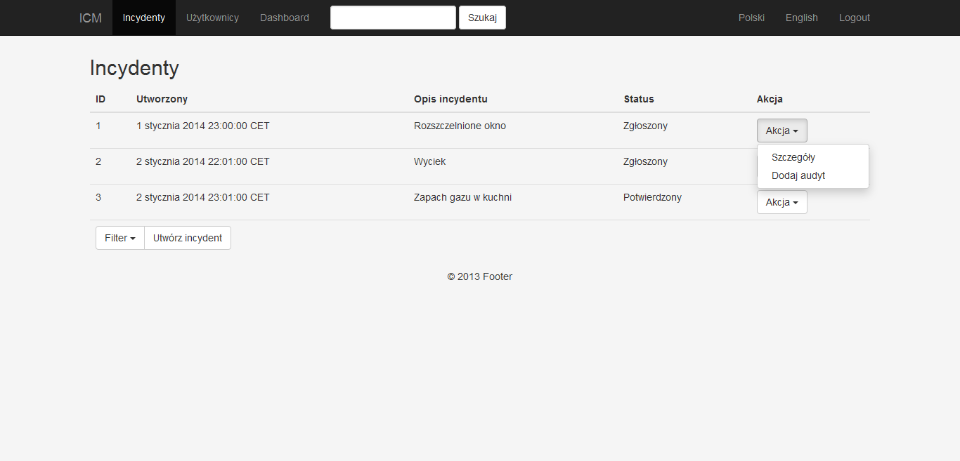 ICM Incydenty Użytkownicy Dashboard Szukaj Polski English Logout
Incydenty
ID Utworzony Opis incydentu Status Akcja
1 1 stycznia 2014 23:00:00 CET Rozszczelnione okno Zgłoszony Akcja
Szczegóły
2 2 stycznia 2014 22:01:00 CET Wyciek Zgłoszony
Dodaj audyt
3 2 stycznia 2014 23:01:00 CET Zapach gazu w kuchni Potwierdzony Akcja
Filter Utwórz incydent
© 2013 Footer